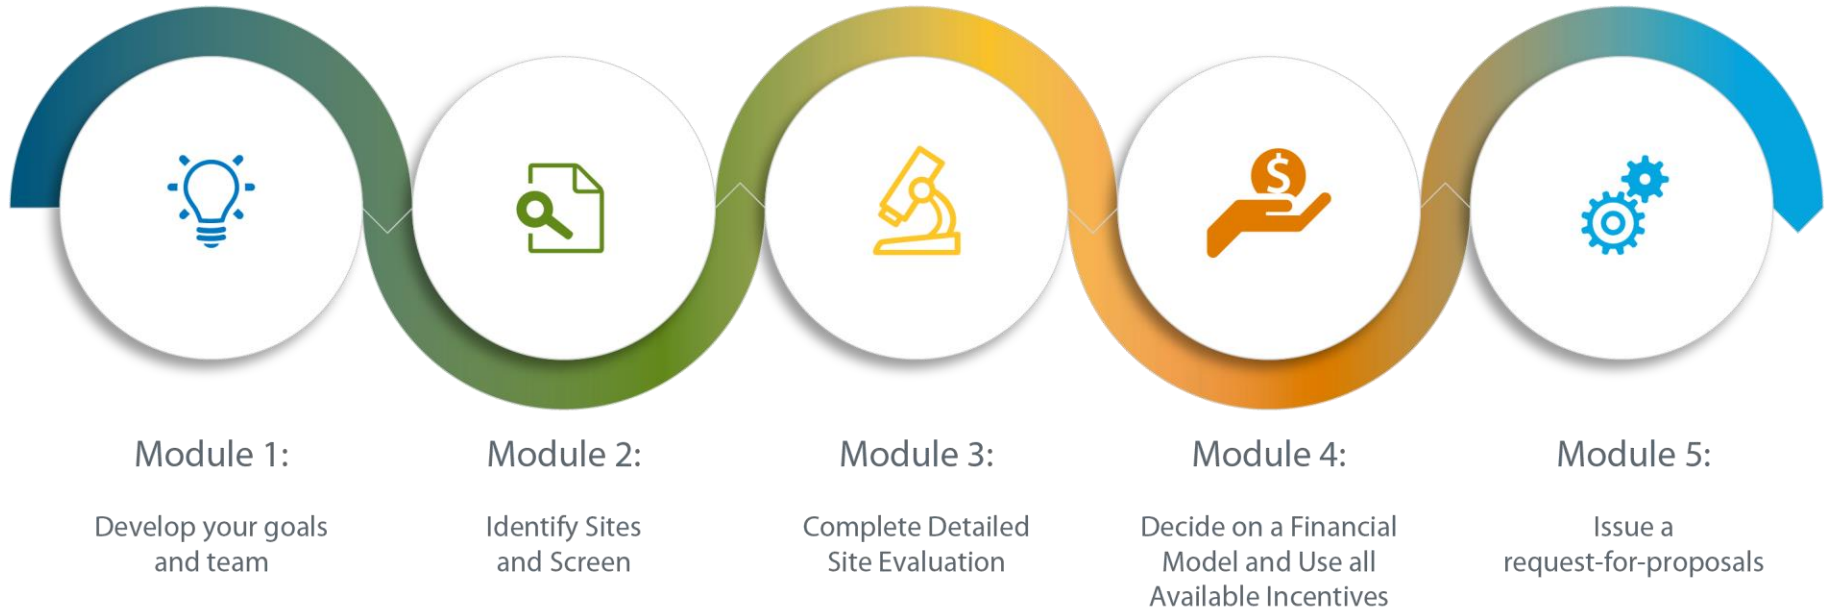 $
Module 1:
Develop your goals
and team
Module 2:
Identify Sites
and Screen
Module 3:
Complete Detailed
Site Evaluation
Module 4:
Decide on a Financial
Model and Use all
Available Incentives
Module 5:
Issue a
request-for-proposals